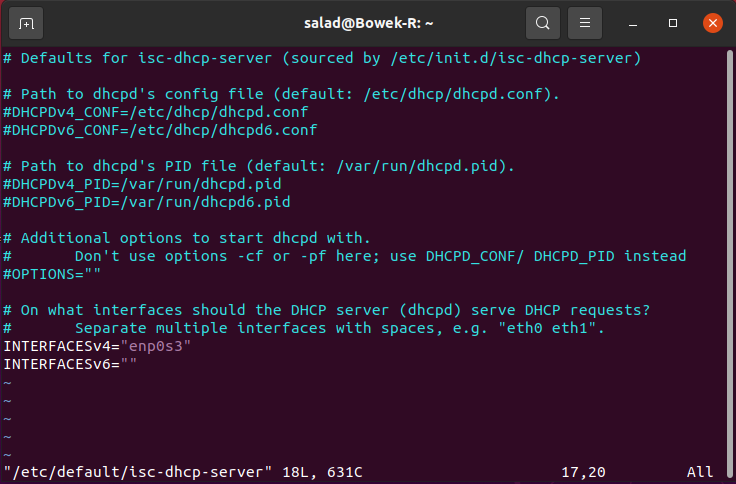 salad@Bowek-R: ~
# Defaults for isc-dhcp-server (sourced by /etc/init.d/isc-dhcp-server)
# Path to dhcpd's config file (default: /etc/dhcp/dhcpd.conf).
#DHCPDv4_CONF=/etc/dhcp/dhcpd.conf
#DHCPDv6_CONF=/etc/dhcp/dhcpd6.conf
# Path to dhcpd's PID file (default: /var/run/dhcpd.pid).
#DHCPDv4_PID=/var/run/dhcpd.pid
#DHCPDv6_PID=/var/run/dhcpd6.pid
# Additional options to start dhcpd with.
#       Don't use options -cf or -pf here; use DHCPD_CONF/ DHCPD_PID instead
#OPTIONS=""
# On what interfaces should the DHCP server (dhcpd) serve DHCP requests?
#       Separate multiple interfaces with spaces, e.g. "eth0 eth1".
INTERFACESv4="enp0s3"
INTERFACESv6=""
~
~
~
~
~
"/etc/default/isc-dhcp-server" 18L, 631C 17,20 All